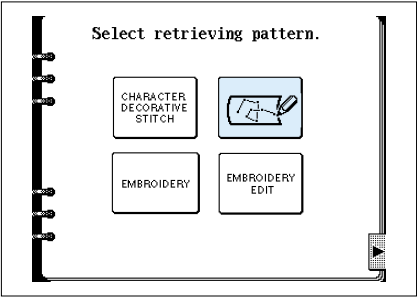 Select retrieving pattern.
CHARACTER
DECORATIVE
STITCH
EMBROIDERY
EMBROIDERY
EDIT